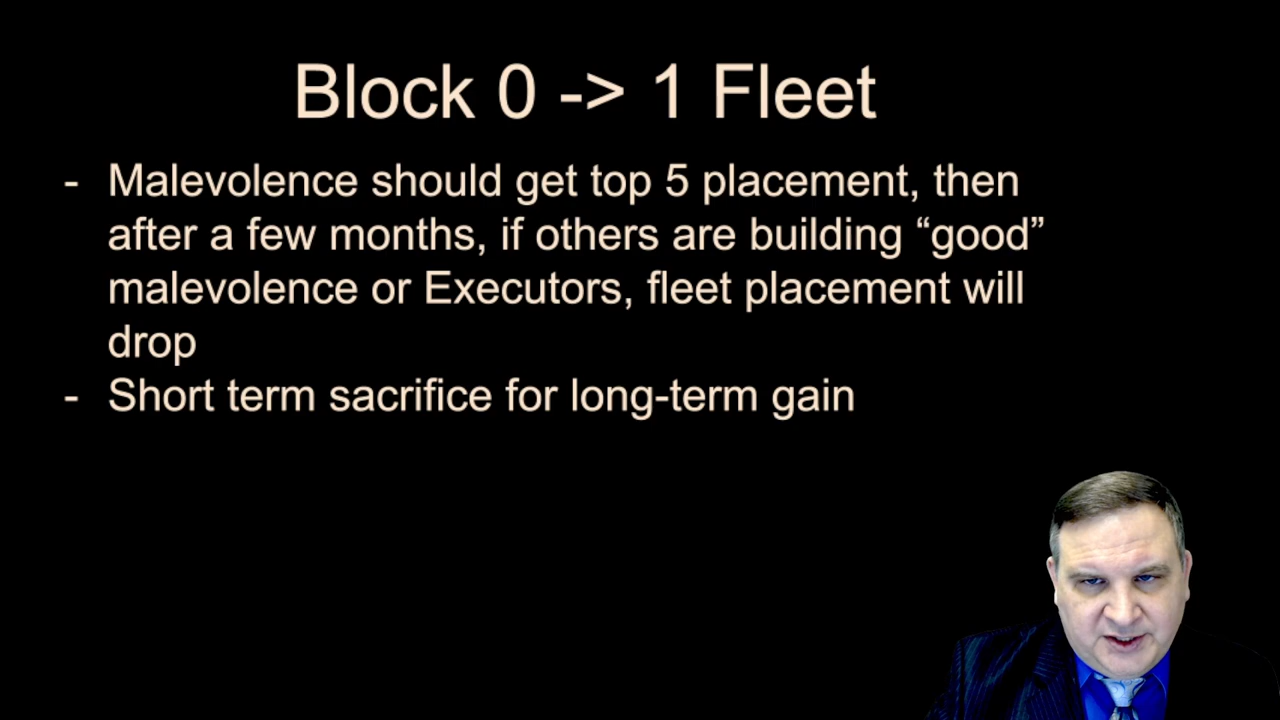 Block 0 -> 1 Fleet
- Malevolence should get top 5 placement, then
after a few months, if others are building “good”
malevolence or Executors, fleet placement will
drop
- Short term sacrifice for long-term gain